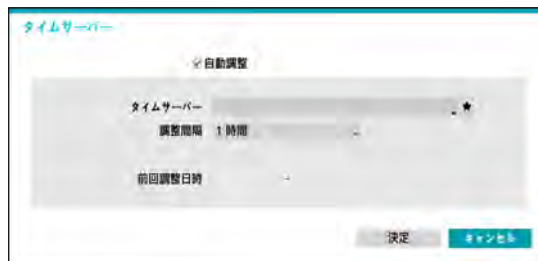 タイムサーバー
自動調整
タイムサーバー ★
調整間隔 1 時間
前回調整日時 -
決定 キャンセル